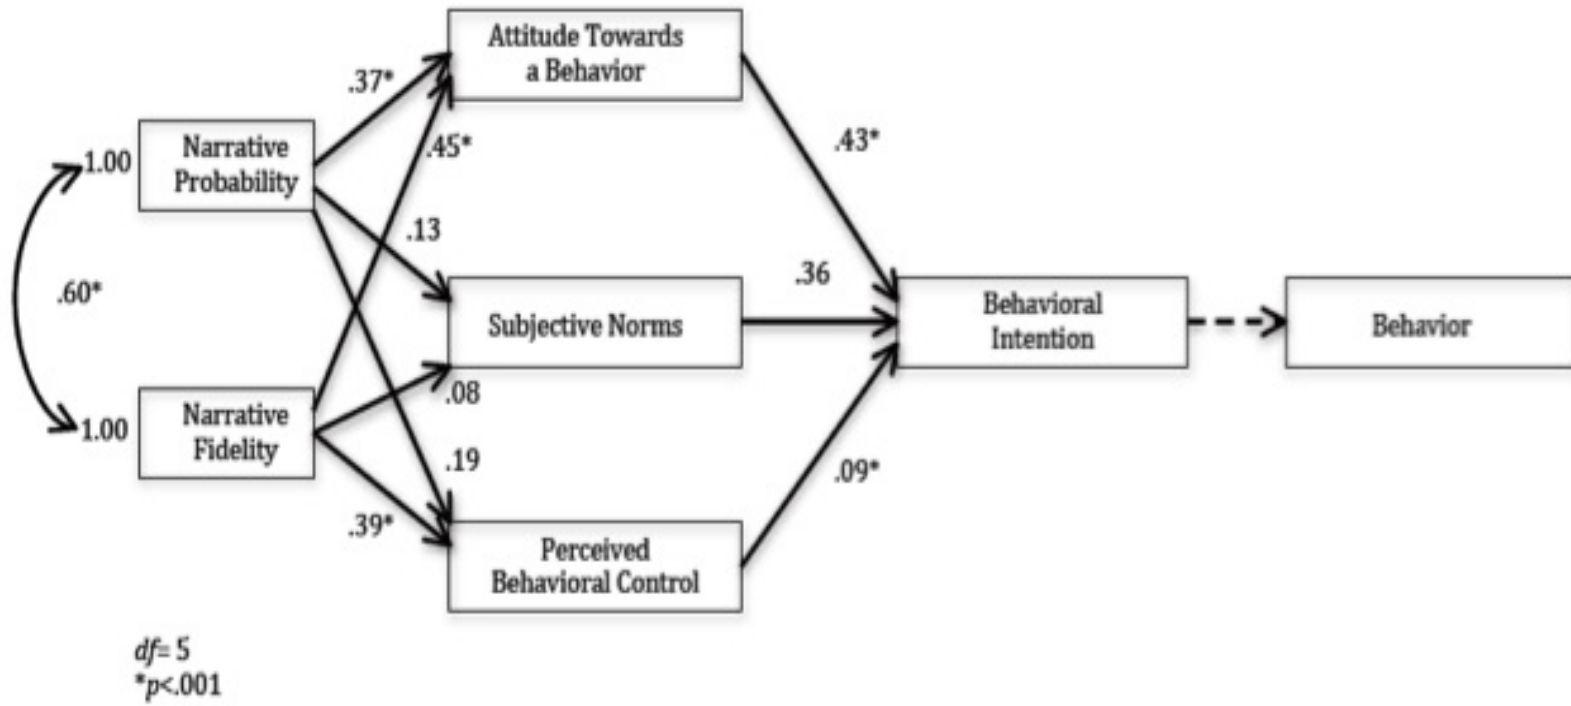 Attitude Towards
a Behavior
.37*
.45*
.43*
1.00
Narrative
Probability
.13
.60*
.36
Subjective Norms
Behavioral
Intention
Behavior
.08
1.00
Narrative
Fidelity
.19
.39*
.09*
Perceived
Behavioral Control
df= 5
*p<.001